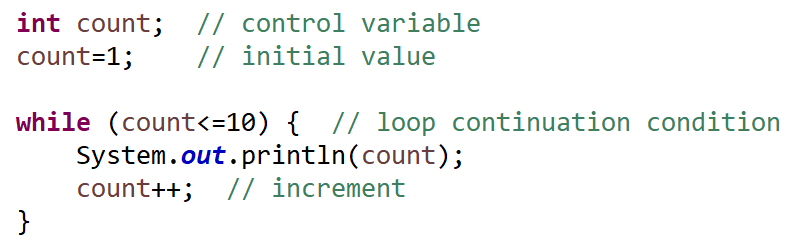 int count;  // control variable
count=1;    // initial value

while (count<=10) {  // loop continuation condition
    System.out.println(count);
    count++;  // increment
}